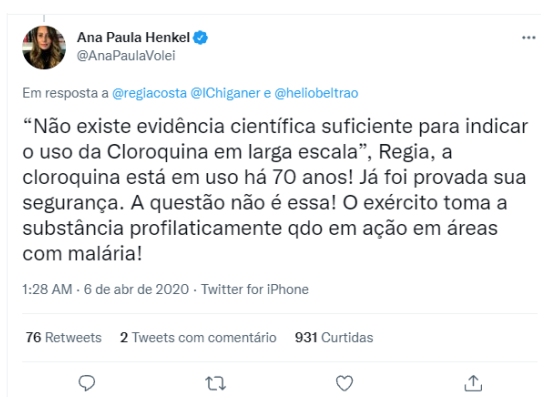 Ana Paula Henkel
@AnaPaulaVolei
Em resposta a @regiacosta @IChiganer e @heliobeltrao
“Não existe evidência científica suficiente para indicar
o uso da Cloroquina em larga escala”, Regia, a
cloroquina está em uso há 70 anos! Já foi provada sua
segurança. A questão não é essa! O exército toma a
substância profilaticamente qdo em ação em áreas
com malária!
1:28 AM · 6 de abr de 2020 · Twitter for iPhone
76 Retweets 2 Tweets com comentário 931 Curtidas